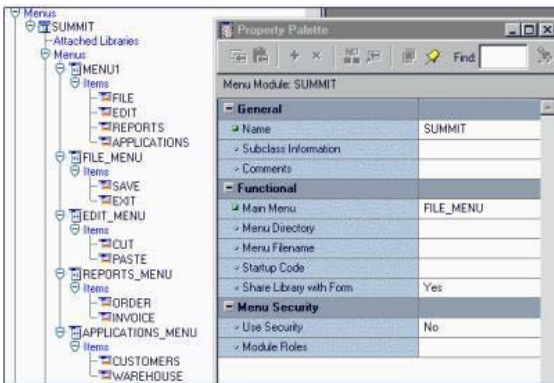 Menus
SUMMIT
Attached Libraries
Menus
MENU1
Items
FILE
EDIT
REPORTS
APPLICATIONS
FILE_MENU
Items
SAVE
EXIT
EDIT_MENU
Items
CUT
PASTE
REPORTS_MENU
Items
ORDER
INVOICE
APPLICATIONS_MENU
Items
CUSTOMERS
WAREHOUSE
Property Palette
Find:
Menu Module: SUMMIT
General
Name SUMMIT
Subclass Information
Comments
Functional
Main Menu FILE_MENU
Menu Directory
Menu Filename
Startup Code
Share Library with Form Yes
Menu Security
Use Security No
Module Roles